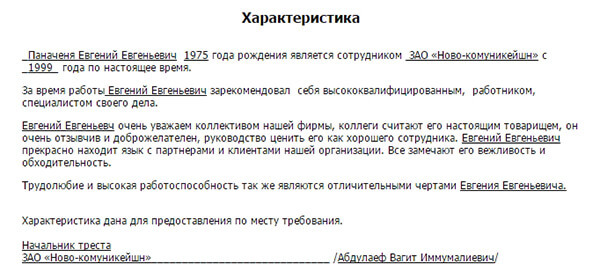 Характеристика
Паначеня Евгений Евгеньевич 1975 года рождения является сотрудником ЗАО «Ново-комуникейшн» с
1999 года по настоящее время.
За время работы Евгений Евгеньевич зарекомендовал себя высококвалифицированным, работником,
специалистом своего дела.
Евгений Евгеньевч очень уважаем коллективом нашей фирмы, коллеги считают его настоящим товарищем, он
очень отзывчив и доброжелателен, руководство ценить его как хорошего сотрудника. Евгений Евгеньевич
прекрасно находит язык с партнерами и клиентами нашей организации. Все замечают его вежливость и
обходительность.
Трудолюбие и высокая работоспособность так же являются отличительными чертами Евгения Евгеньевича.
Характеристика дана для предоставления по месту требования.
Начальник треста
ЗАО «Ново-комуникейшн»______________________________ /Абдулаеф Вагит Иммумалиевич/